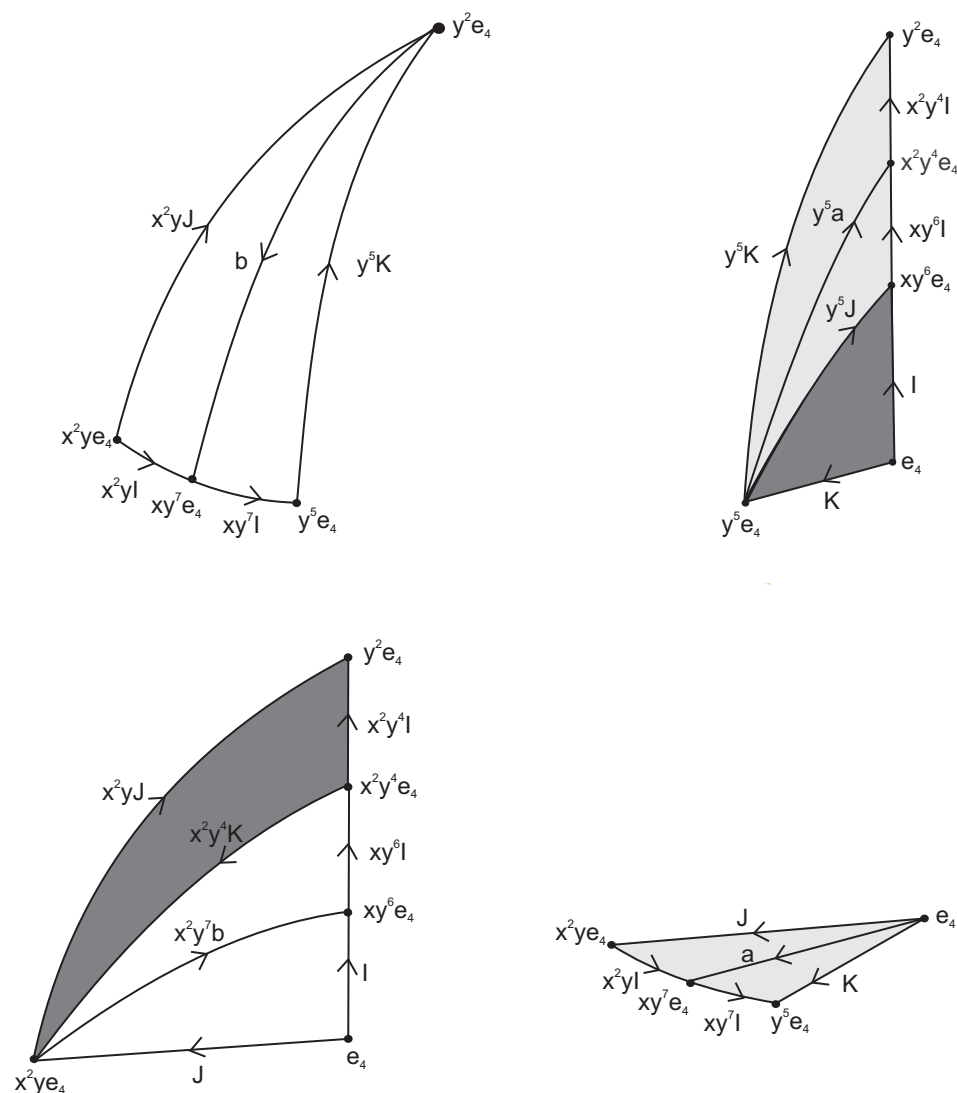 y²e₄
x²yJ
b
y⁵K
x²ye₄
x²yI
xy⁷e₄
xy⁷I
y⁵e₄
y²e₄
x²y⁴I
x²y⁴e₄
y⁵a
xy⁶I
y⁵K
xy⁶e₄
y⁵J
I
e₄
K
y⁵e₄
y²e₄
x²y⁴I
x²yJ
x²y⁴e₄
x²y⁴K
xy⁶I
xy⁶e₄
x²y⁷b
I
e₄
J
x²ye₄
J
e₄
x²ye₄
a
x²yI
K
xy⁷e₄
xy⁷I
y⁵e₄